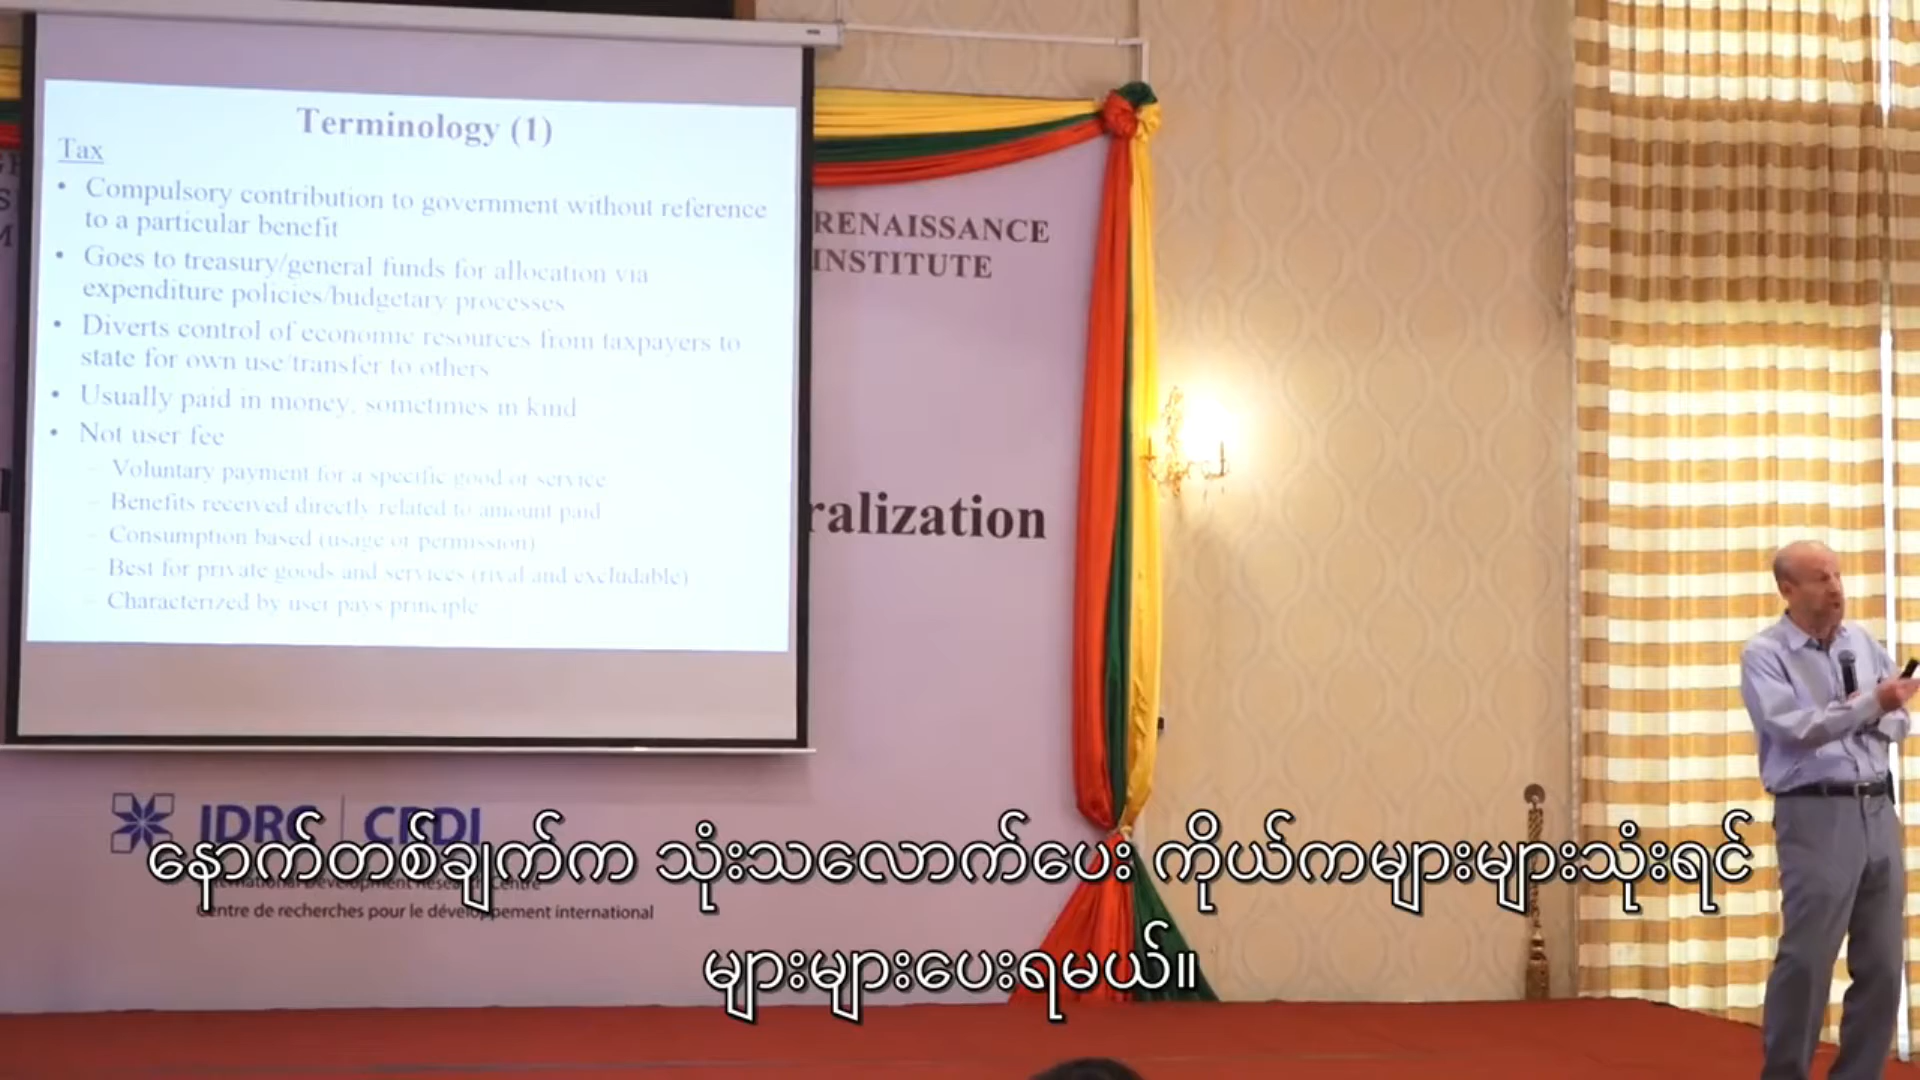 Terminology (1)
Tax
• Compulsory contribution to government without reference
to a particular benefit
• Goes to treasury/general funds for allocation via
expenditure policies/budgetary processes
• Diverts control of economic resources from taxpayers to
state for own use/transfer to others
• Usually paid in money, sometimes in kind
• Not user fee
– Voluntary payment for a specific good or service
– Benefits received directly related to amount paid
– Consumption based (usage or permission)
– Best for private goods and services (rival and excludable)
– Characterized by user pays principle
RENAISSANCE
INSTITUTE
ralization
IDRC | CRDI
International Development Research Centre
Centre de recherches pour le développement international
နောက်တစ်ချက်က သုံးသလောက်ပေး ကိုယ်ကများများသုံးရင်
များများပေးရမယ်။